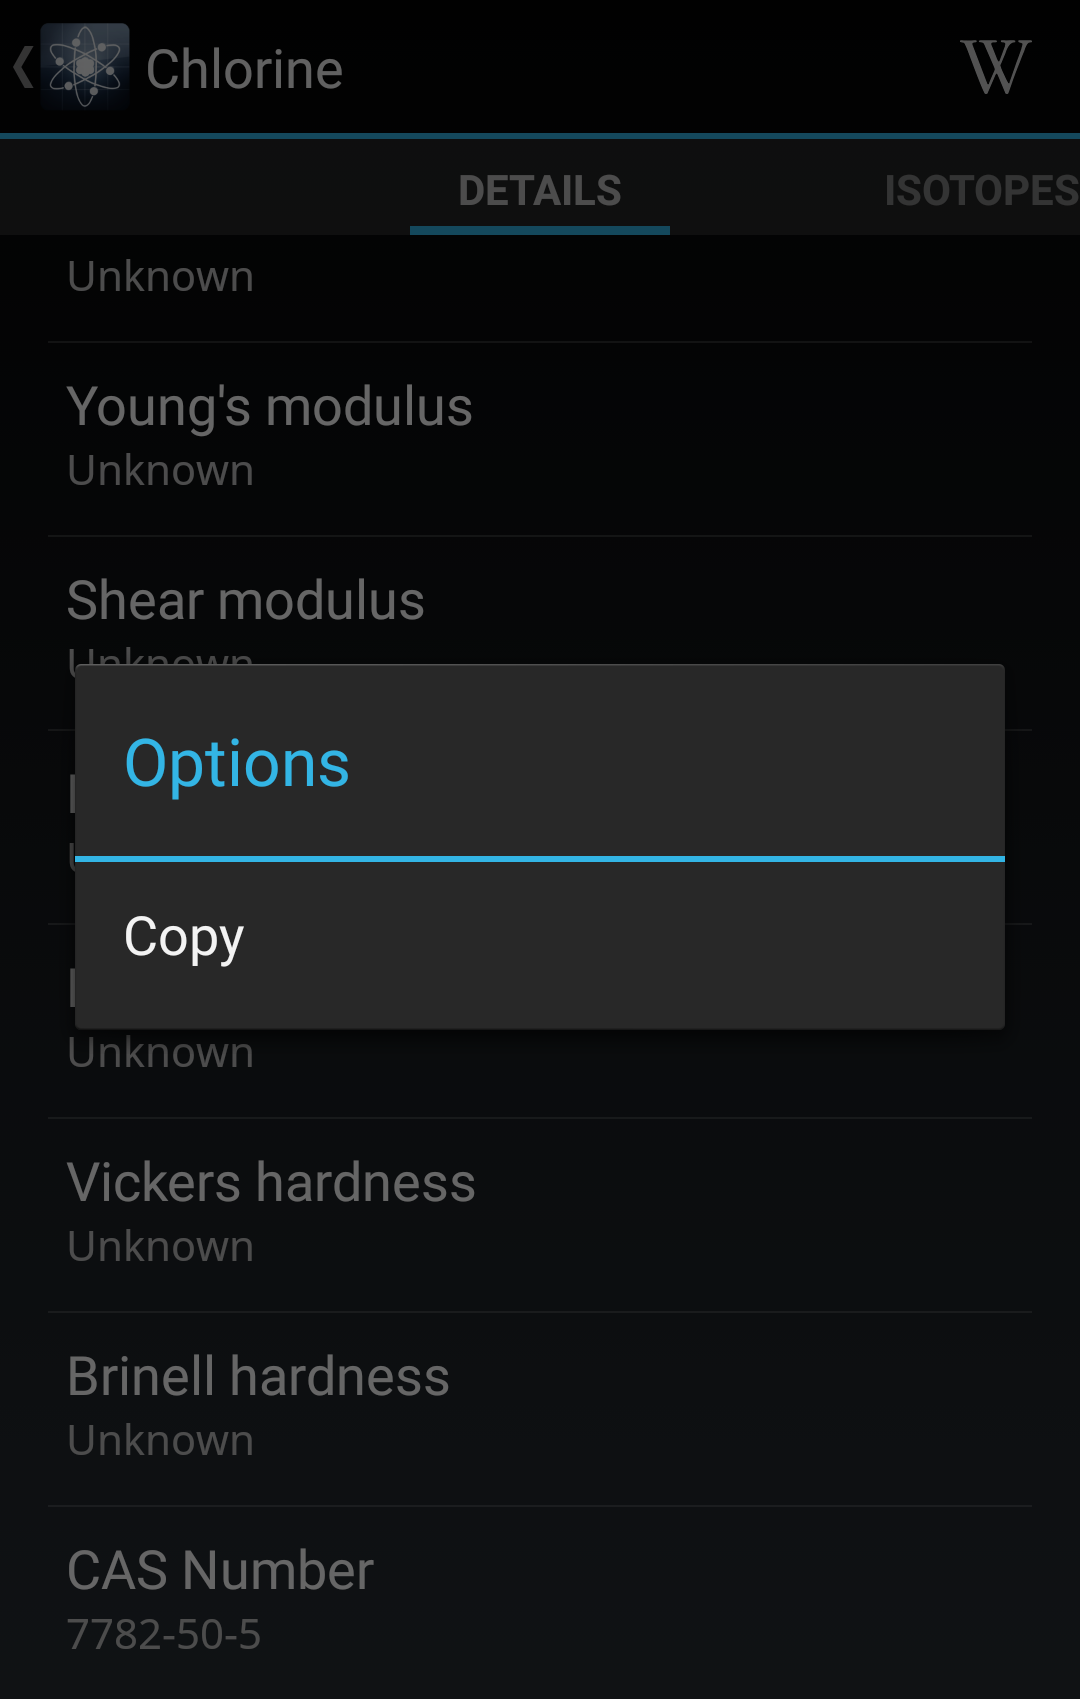 Chlorine
W
DETAILS
ISOTOPES
Unknown
Young's modulus
Unknown
Shear modulus
Unknown
Options
Copy
Unknown
Vickers hardness
Unknown
Brinell hardness
Unknown
CAS Number
7782-50-5